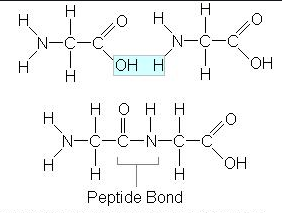 H H O H H O
N C C N C C
H H OH H H OH
H O H H O
H
N C C N C C
H H H OH
Peptide Bond